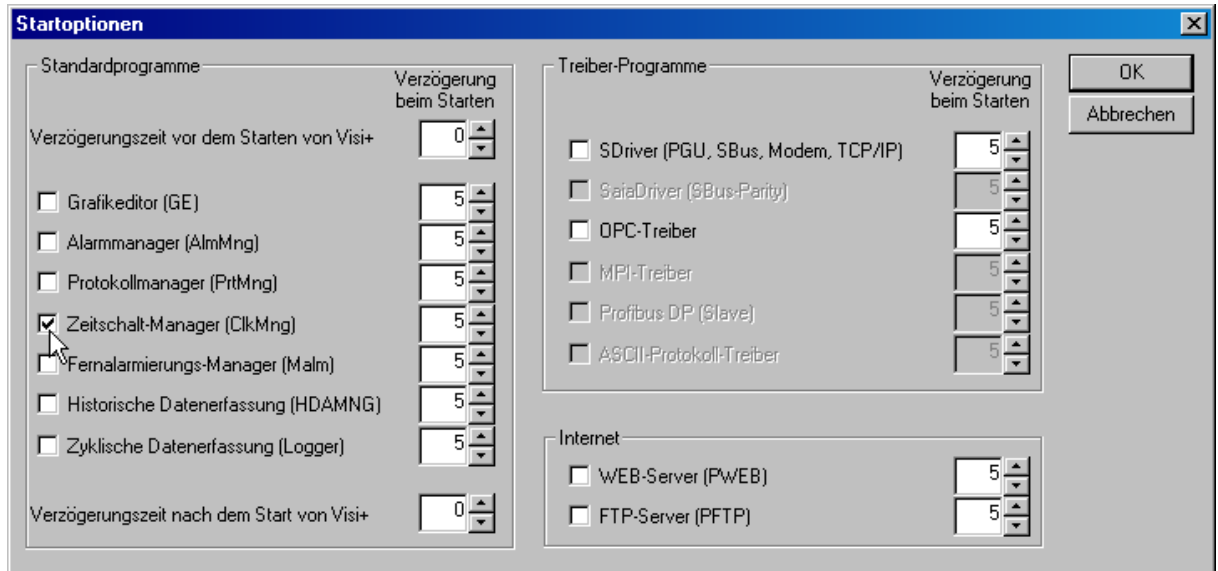 Startoptionen
Standardprogramme
Verzögerung
beim Starten
Verzögerungszeit vor dem Starten von Visi+ 0
Grafikeditor (GE) 5
Alarmmanager (AlmMng) 5
Protokollmanager (PrtMng) 5
Zeitschalt-Manager (ClkMng) 5
Fernalarmierungs-Manager (Malm) 5
Historische Datenerfassung (HDAMNG) 5
Zyklische Datenerfassung (Logger) 5
Verzögerungszeit nach dem Start von Visi+ 0
Treiber-Programme
Verzögerung
beim Starten
SDriver (PGU, SBus, Modem, TCP/IP) 5
SaiaDriver (SBus-Parity) 5
OPC-Treiber 5
MPI-Treiber 5
Profibus DP (Slave) 5
ASCII-Protokoll-Treiber 5
Internet
WEB-Server (PWEB) 5
FTP-Server (PFTP) 5
OK
Abbrechen